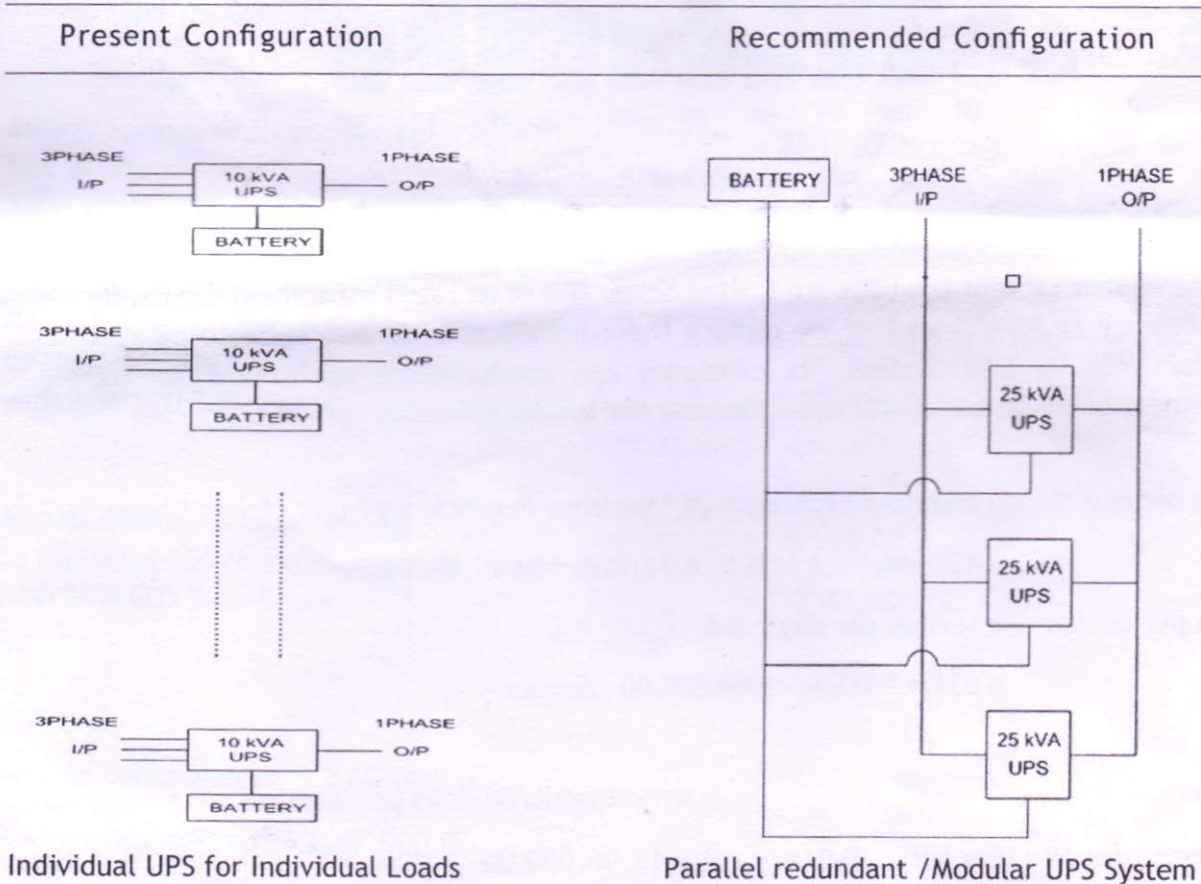 Present Configuration
Recommended Configuration
3PHASE
I/P
10 kVA
UPS
1PHASE
O/P
BATTERY
3PHASE
I/P
10 kVA
UPS
1PHASE
O/P
BATTERY
3PHASE
I/P
10 kVA
UPS
1PHASE
O/P
BATTERY
Individual UPS for Individual Loads
BATTERY
3PHASE
I/P
1PHASE
O/P
25 kVA
UPS
25 kVA
UPS
25 kVA
UPS
Parallel redundant /Modular UPS System